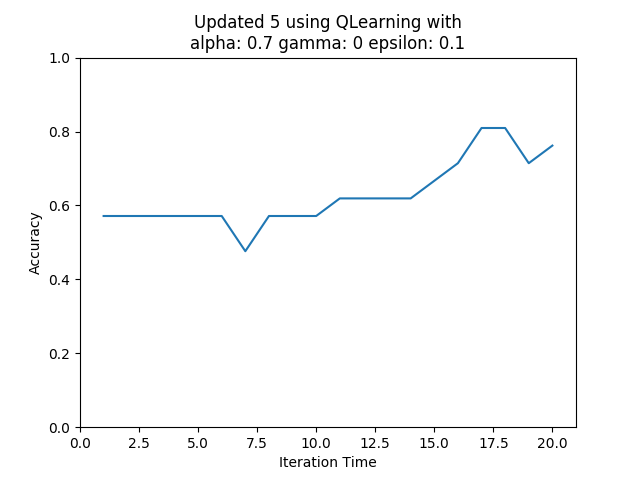 Updated 5 using QLearning with
alpha: 0.7 gamma: 0 epsilon: 0.1
1.0
0.8
0.6
0.4
0.2
0.0
Accuracy
0.0 2.5 5.0 7.5 10.0 12.5 15.0 17.5 20.0
Iteration Time